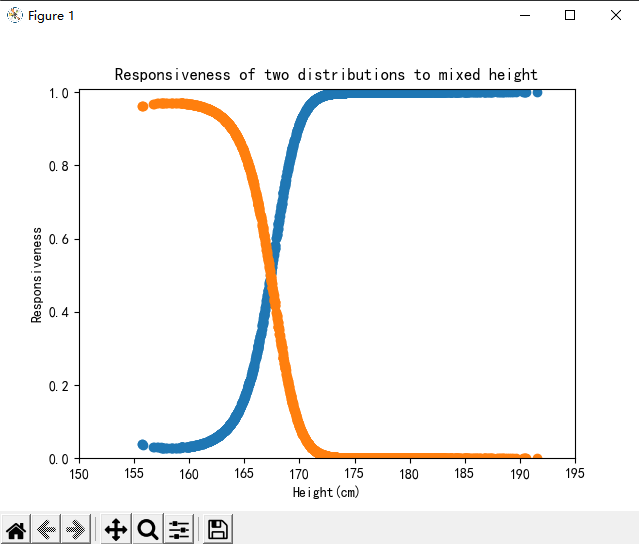 Figure 1
Responsiveness of two distributions to mixed height
1.0
0.8
0.6
0.4
0.2
0.0
Responsiveness
150 155 160 165 170 175 180 185 190 195
Height(cm)